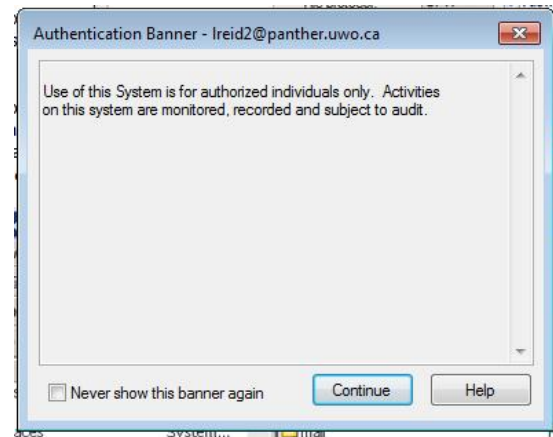 Authentication Banner - lreid2@panther.uwo.ca
Use of this System is for authorized individuals only. Activities
on this system are monitored, recorded and subject to audit.
Never show this banner again
Continue
Help
System...